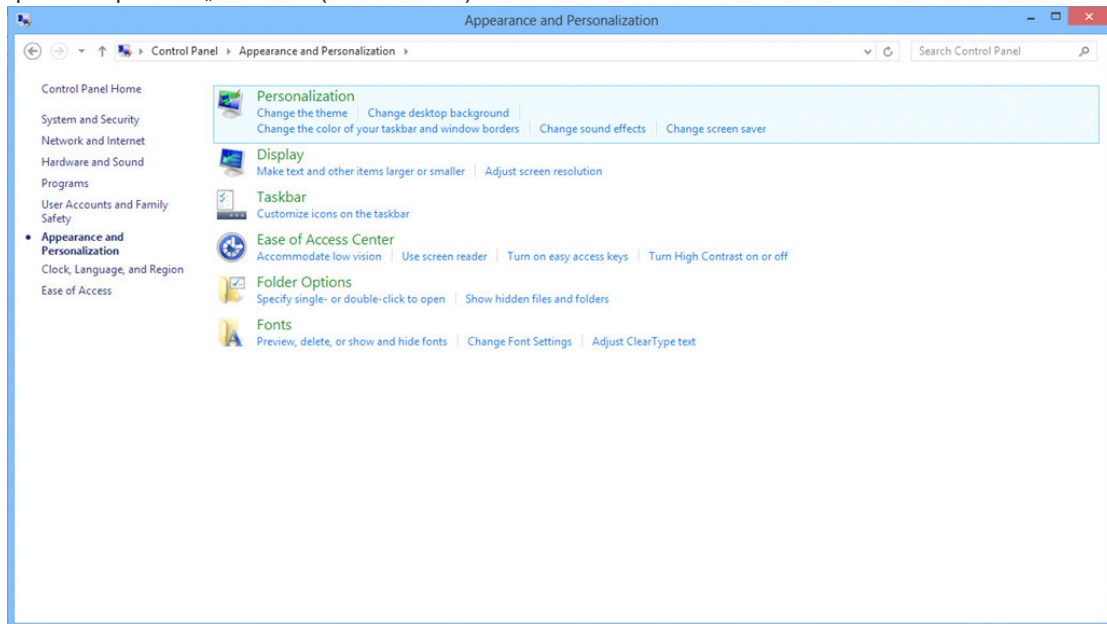 Appearance and Personalization
Control Panel Appearance and Personalization
Search Control Panel
Control Panel Home
System and Security
Network and Internet
Hardware and Sound
Programs
User Accounts and Family
Safety
Appearance and
Personalization
Clock, Language, and Region
Ease of Access
Personalization
Change the theme Change desktop background
Change the color of your taskbar and window borders Change sound effects Change screen saver
Display
Make text and other items larger or smaller Adjust screen resolution
Taskbar
Customize icons on the taskbar
Ease of Access Center
Accommodate low vision Use screen reader Turn on easy access keys Turn High Contrast on or off
Folder Options
Specify single- or double-click to open Show hidden files and folders
Fonts
Preview, delete, or show and hide fonts Change Font Settings Adjust ClearType text